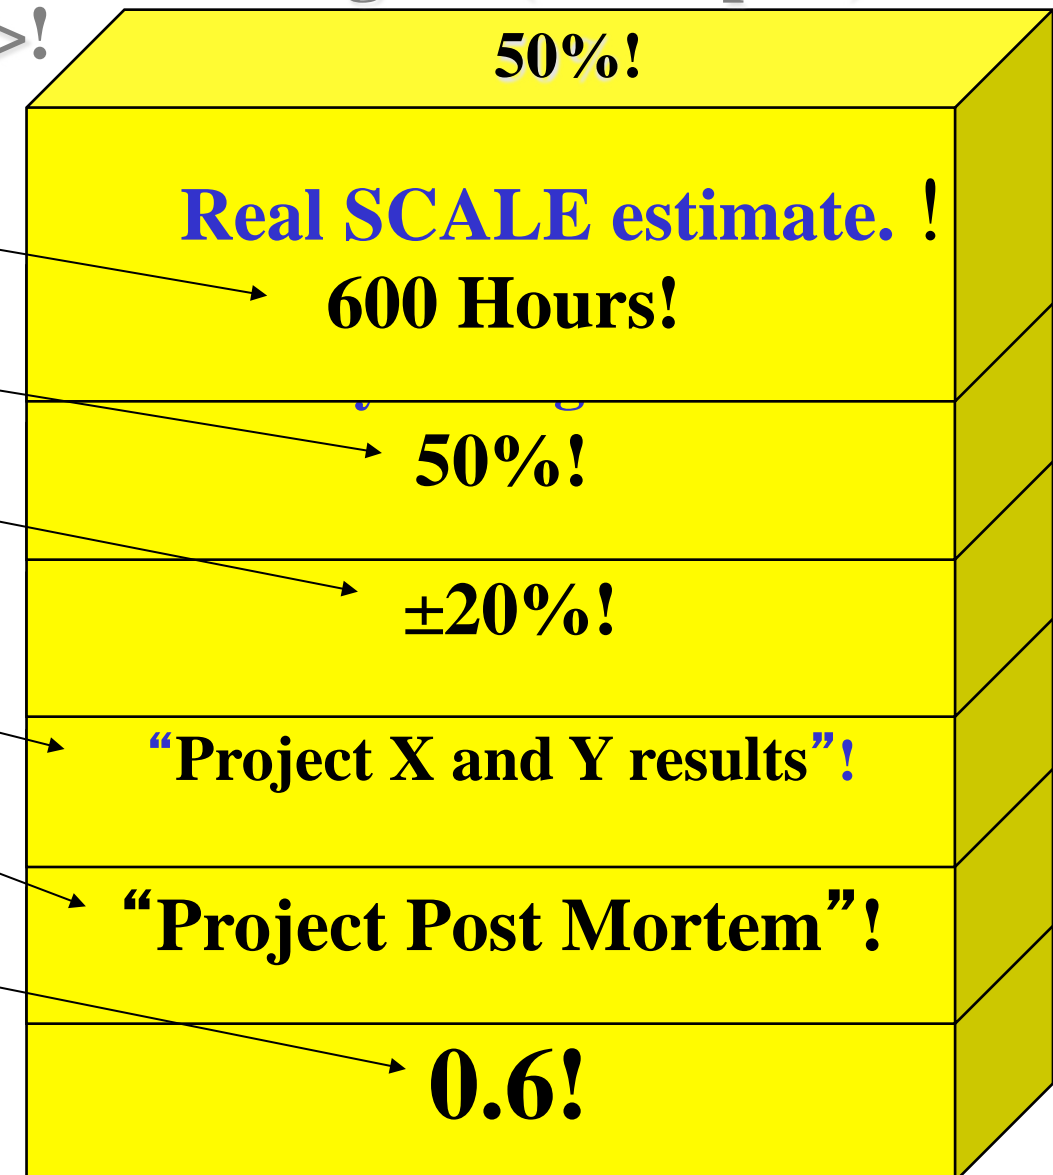 >!
50%!
Real SCALE estimate. !
600 Hours!
50%!
±20%!
“Project X and Y results”!
“Project Post Mortem”!
0.6!